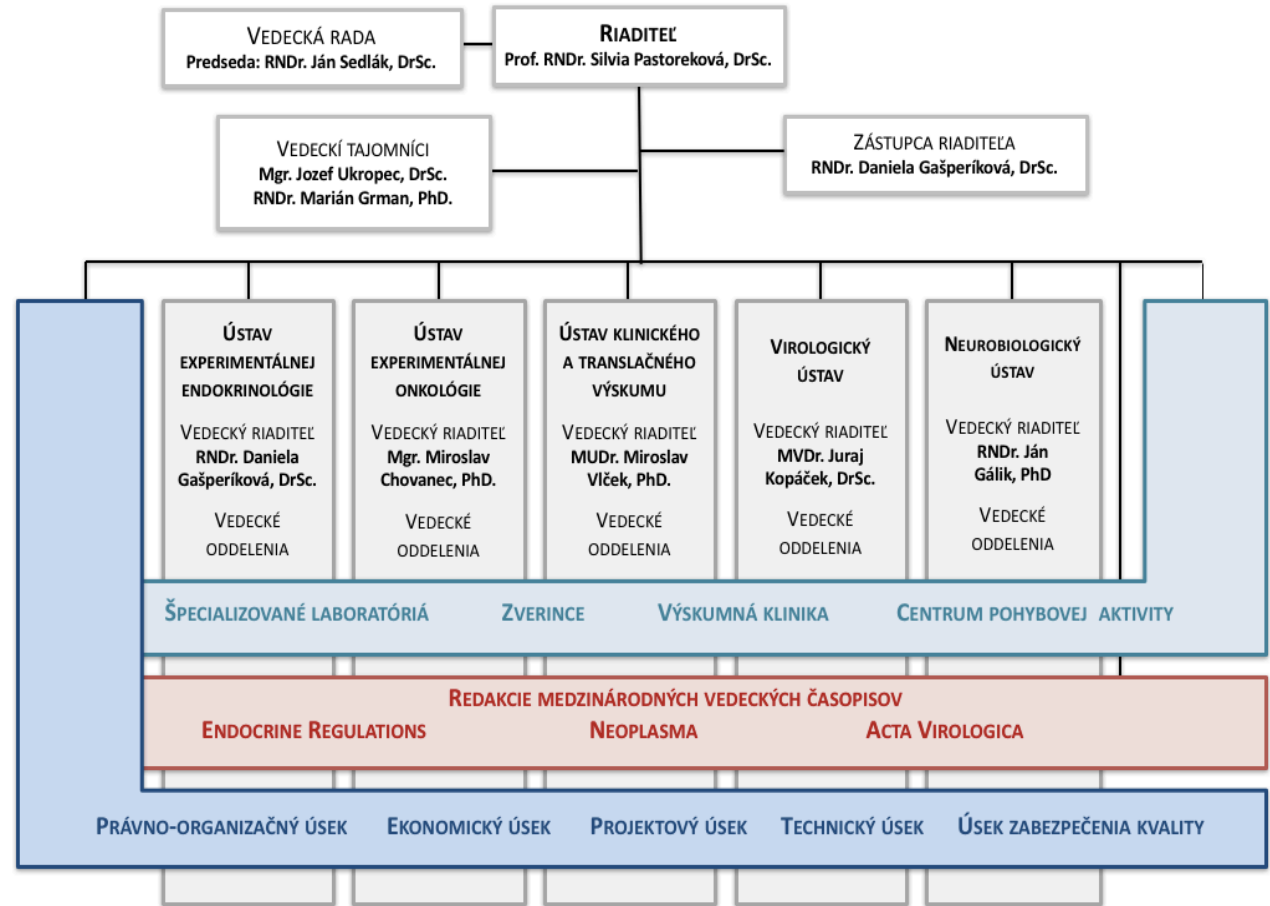 VEDECKÁ RADA
Predseda: RNDr. Ján Sedlák, DrSc.
RIADITEĽ
Prof. RNDr. Silvia Pastoreková, DrSc.
VEDECKÍ TAJOMNÍCI
Mgr. Jozef Ukropec, DrSc.
RNDr. Marián Grman, PhD.
ZÁSTUPCA RIADITEĽA
RNDr. Daniela Gašperíková, DrSc.
ÚSTAV
EXPERIMENTÁLNEJ
ENDOKRINOLÓGIE
VEDECKÝ RIADITEĽ
RNDr. Daniela
Gašperíková, DrSc.
VEDECKÉ
ODDELENIA
ÚSTAV
EXPERIMENTÁLNEJ
ONKOLÓGIE
VEDECKÝ RIADITEĽ
Mgr. Miroslav
Chovanec, PhD.
VEDECKÉ
ODDELENIA
ÚSTAV KLINICKÉHO
A TRANSLAČNÉHO
VÝSKUMU
VEDECKÝ RIADITEĽ
MUDr. Miroslav
Vlček, PhD.
VEDECKÉ
ODDELENIA
VIROLOGICKÝ
ÚSTAV
VEDECKÝ RIADITEĽ
MVDr. Juraj
Kopáček, DrSc.
VEDECKÉ
ODDELENIA
NEUROBIOLOGICKÝ
ÚSTAV
VEDECKÝ RIADITEĽ
RNDr. Ján
Gálik, PhD
VEDECKÉ
ODDELENIA
ŠPECIALIZOVANÉ LABORATÓRIÁ ZVERINCE VÝSKUMNÁ KLINIKA CENTRUM POHYBOVEJ AKTIVITY
REDAKCIE MEDZINÁRODNÝCH VEDECKÝCH ČASOPISOV
ENDOCRINE REGULATIONS NEOPLASMA ACTA VIROLOGICA
PRÁVNO-ORGANIZAČNÝ ÚSEK EKONOMICKÝ ÚSEK PROJEKTOVÝ ÚSEK TECHNICKÝ ÚSEK ÚSEK ZABEZPEČENIA KVALITY